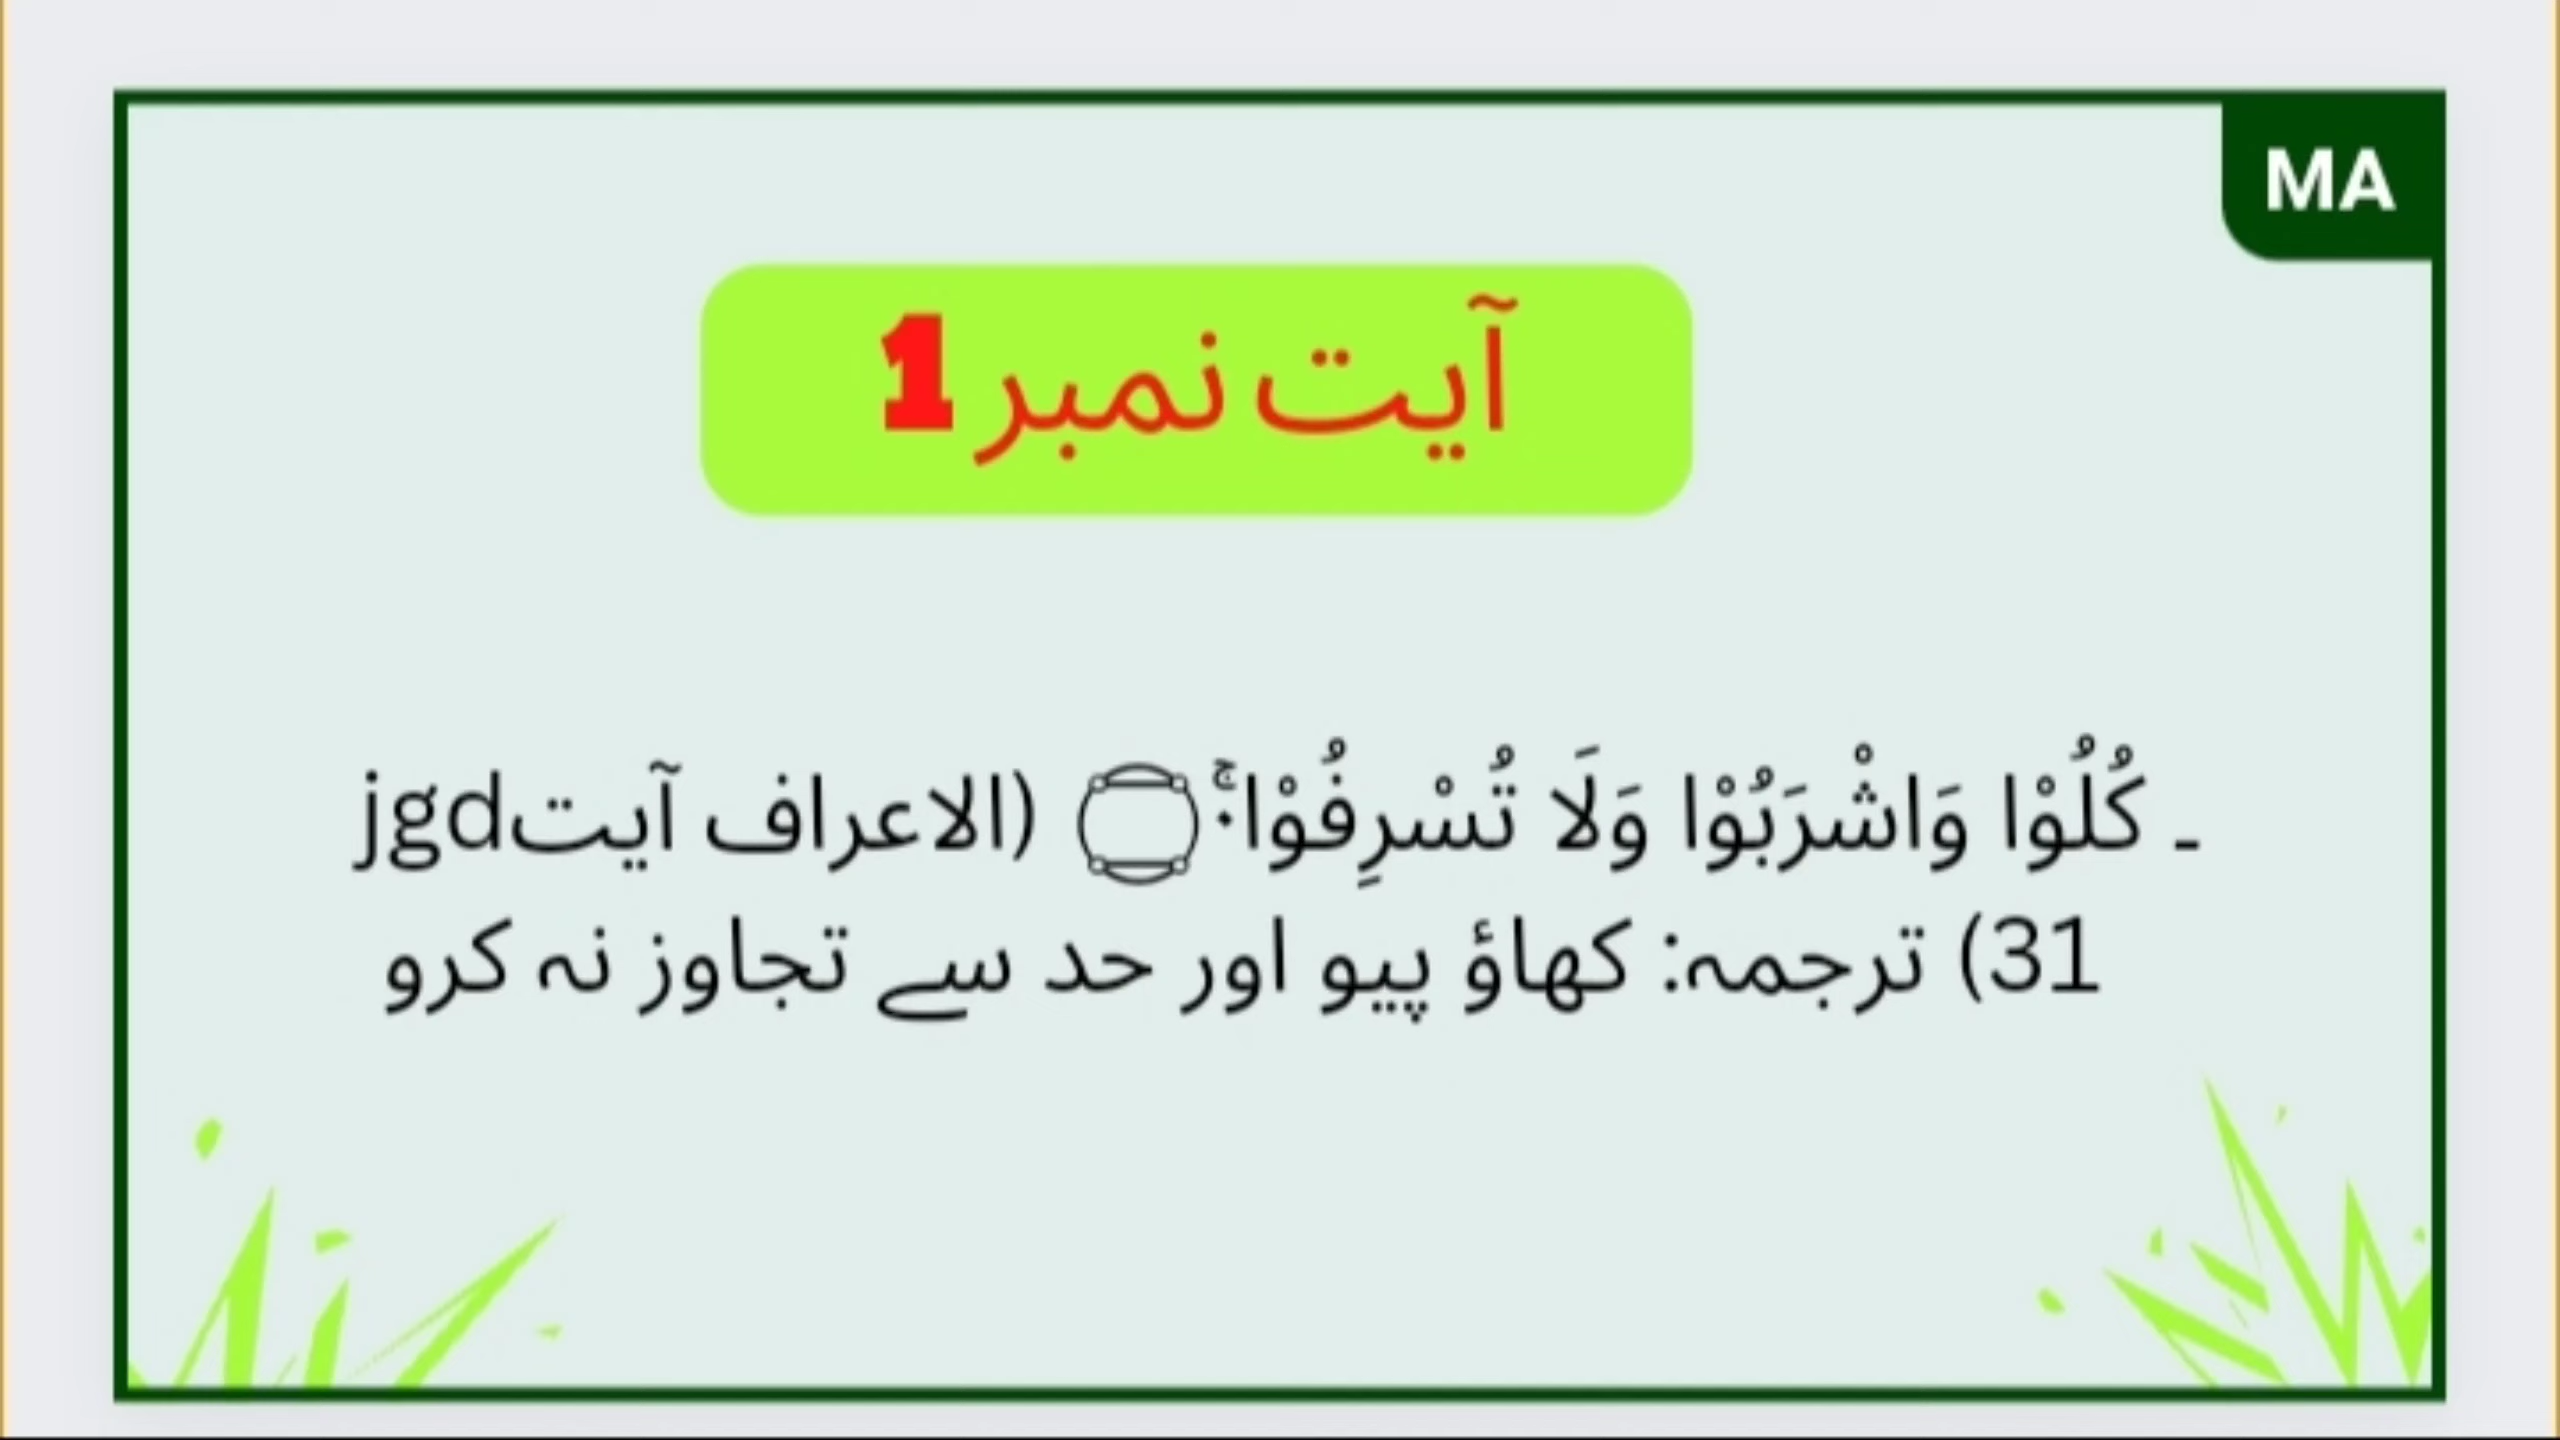 MA
آیت نمبر 1
۔ كُلُوْا وَاشْرَبُوْا وَلَا تُسْرِفُوْا ۚ۝ (الاعراف آیتjgd
31) ترجمہ: کھاؤ پیو اور حد سے تجاوز نہ کرو